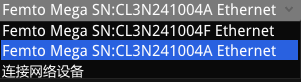 Femto Mega SN:CL3N241004A Ethernet
Femto Mega SN:CL3N241004F Ethernet
Femto Mega SN:CL3N241004A Ethernet
连接网络设备